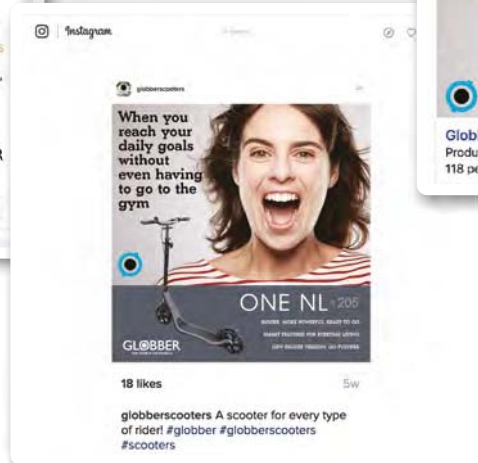 Instagram
globberscooters
When you
reach your
daily goals
without
even having
to go to the
gym
ONE NL 205
GLOBBER
18 likes
5w
globberscooters A scooter for every type
of rider! #globber #globberscooters
#scooters
Globb
Produ
118 pe
R